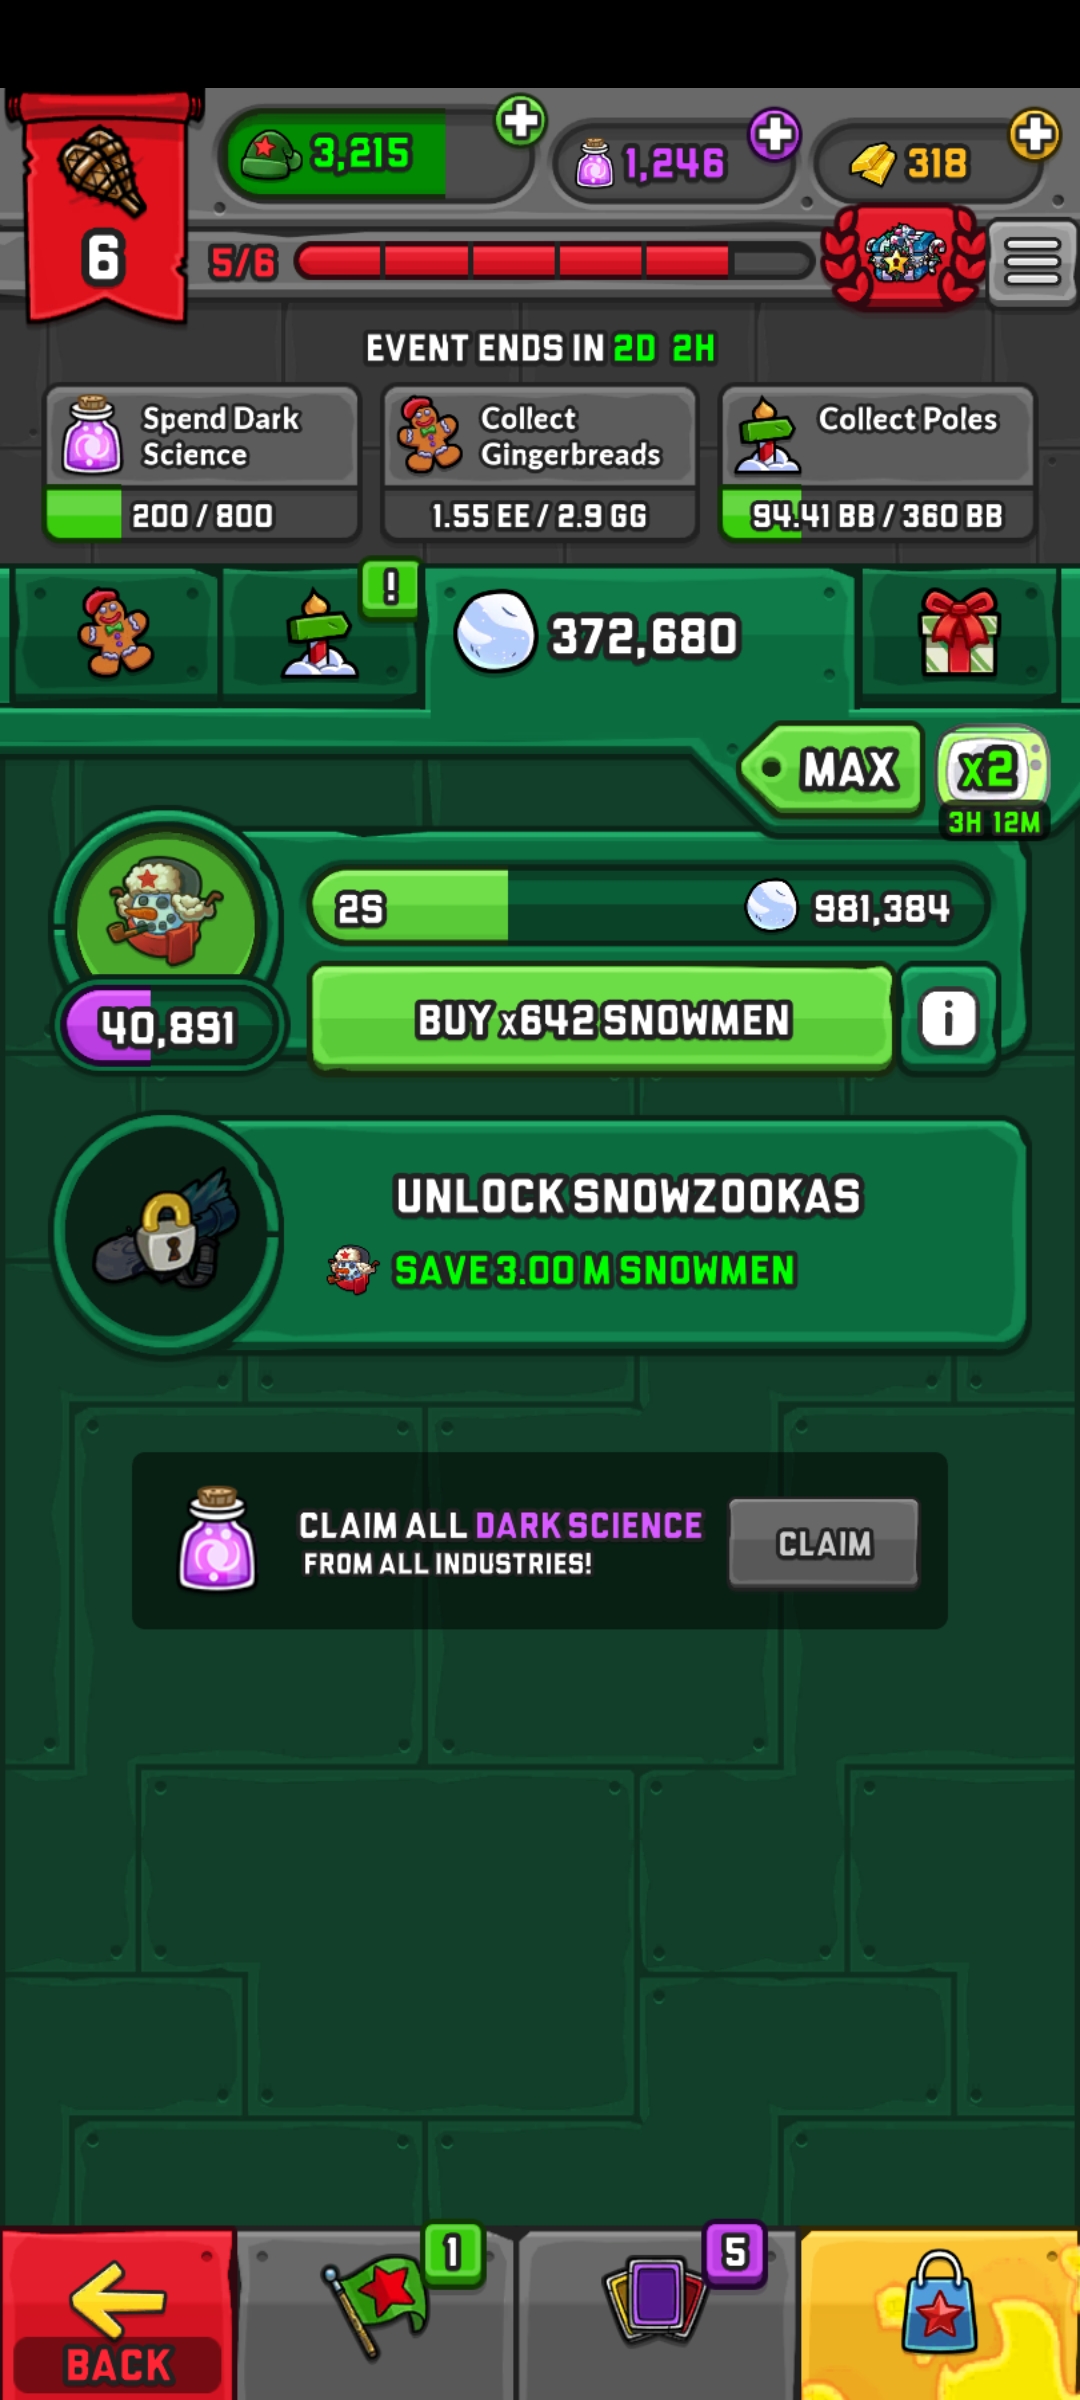 3,215
1,246
318
6
5/6
EVENT ENDS IN 2D 2H
Spend Dark
Science
200 / 800
Collect
Gingerbreads
1.55 EE / 2.9 GG
Collect Poles
94.41 BB / 360 BB
!
372,680
MAX
x2
3H 12M
2S
981,384
40,891
BUY x642 SNOWMEN
i
UNLOCK SNOWZOOKAS
SAVE 3.00 M SNOWMEN
CLAIM ALL DARK SCIENCE
FROM ALL INDUSTRIES!
CLAIM
1
5
BACK